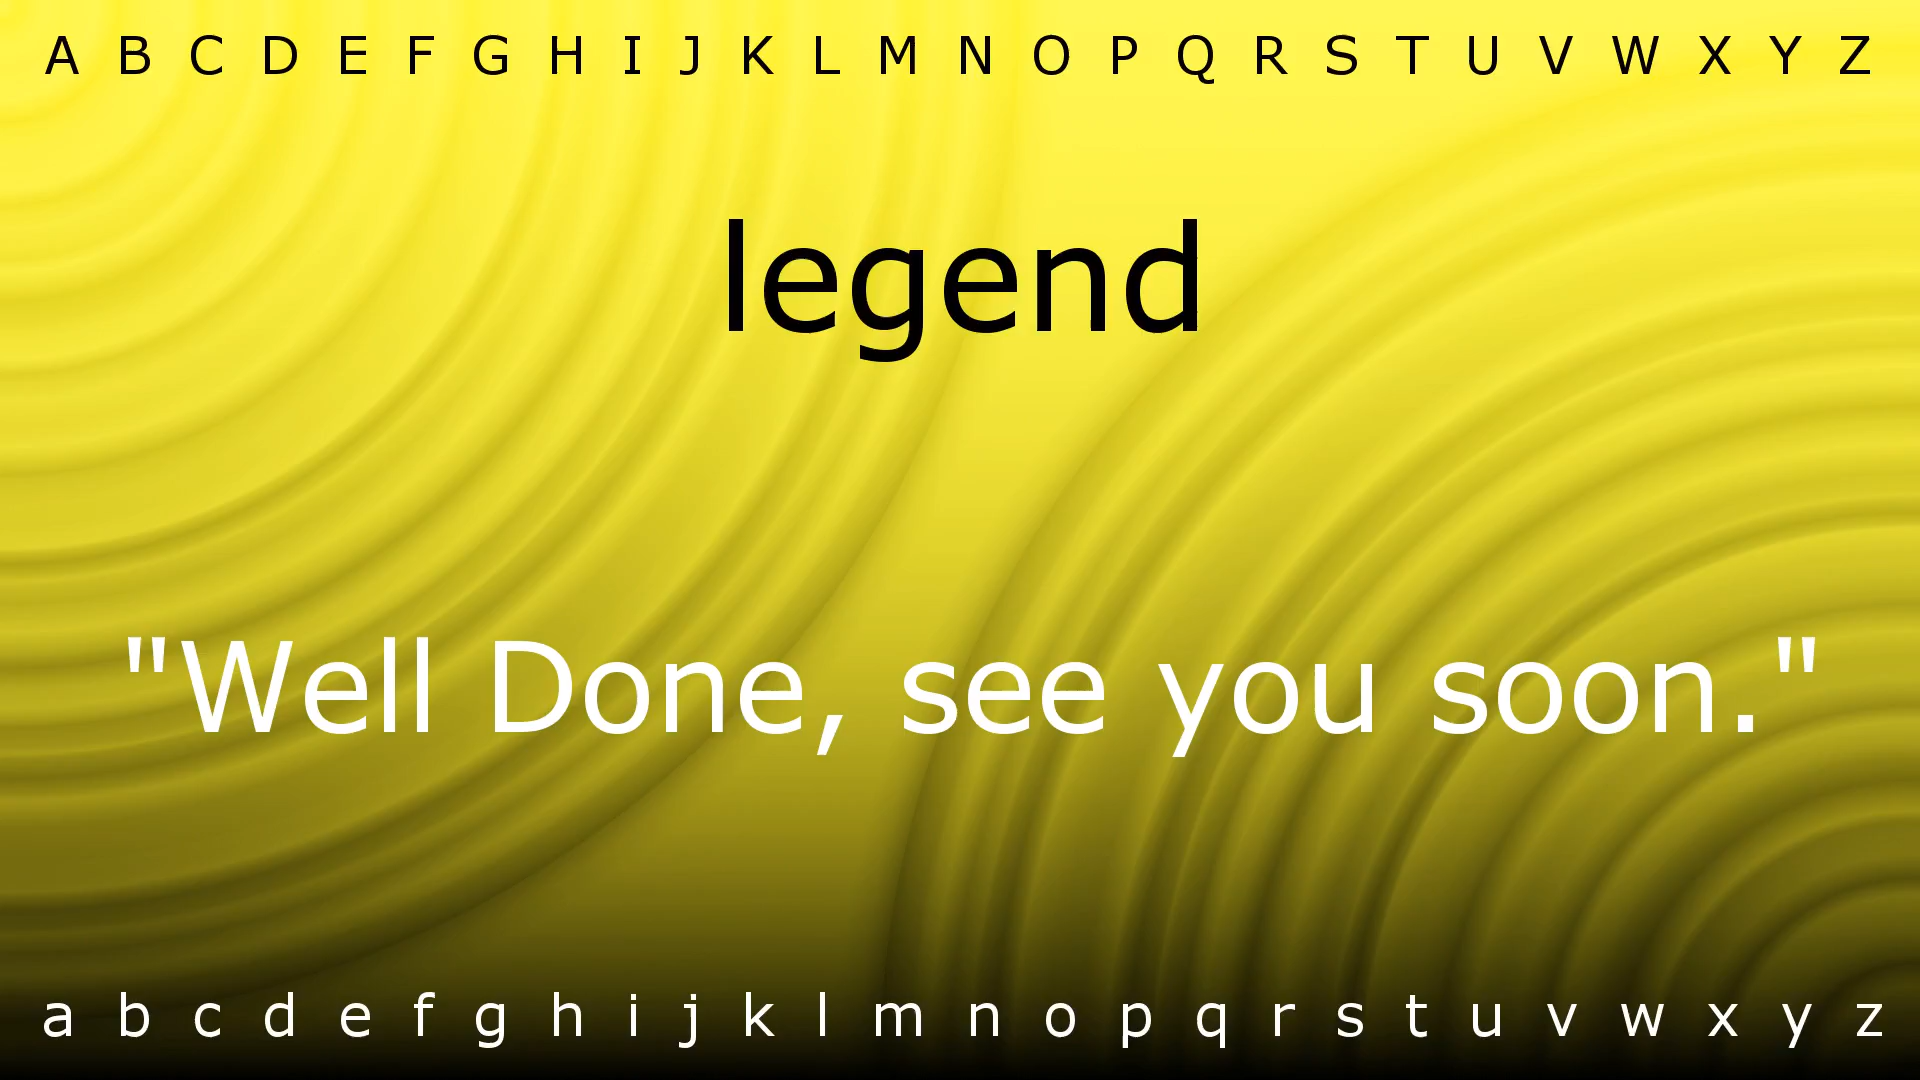 A B C D E F G H I J K L M N O P Q R S T U V W X Y Z
legend
"Well Done, see you soon."
a b c d e f g h i j k l m n o p q r s t u v w x y z